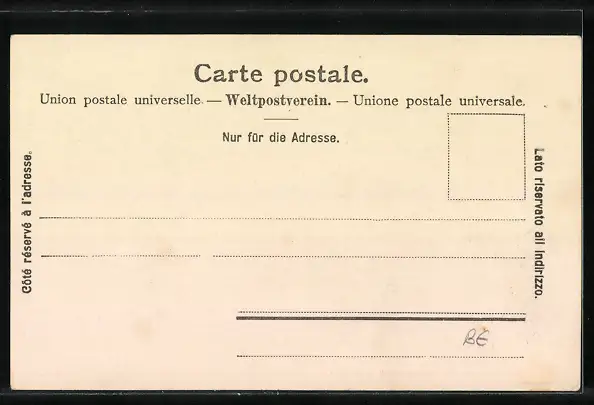 Carte postale.
Union postale universelle. — Weltpostverein. — Unione postale universale.
Nur für die Adresse.
Côté réservé à l'adresse.
Lato riservato all indirizzo.
BE